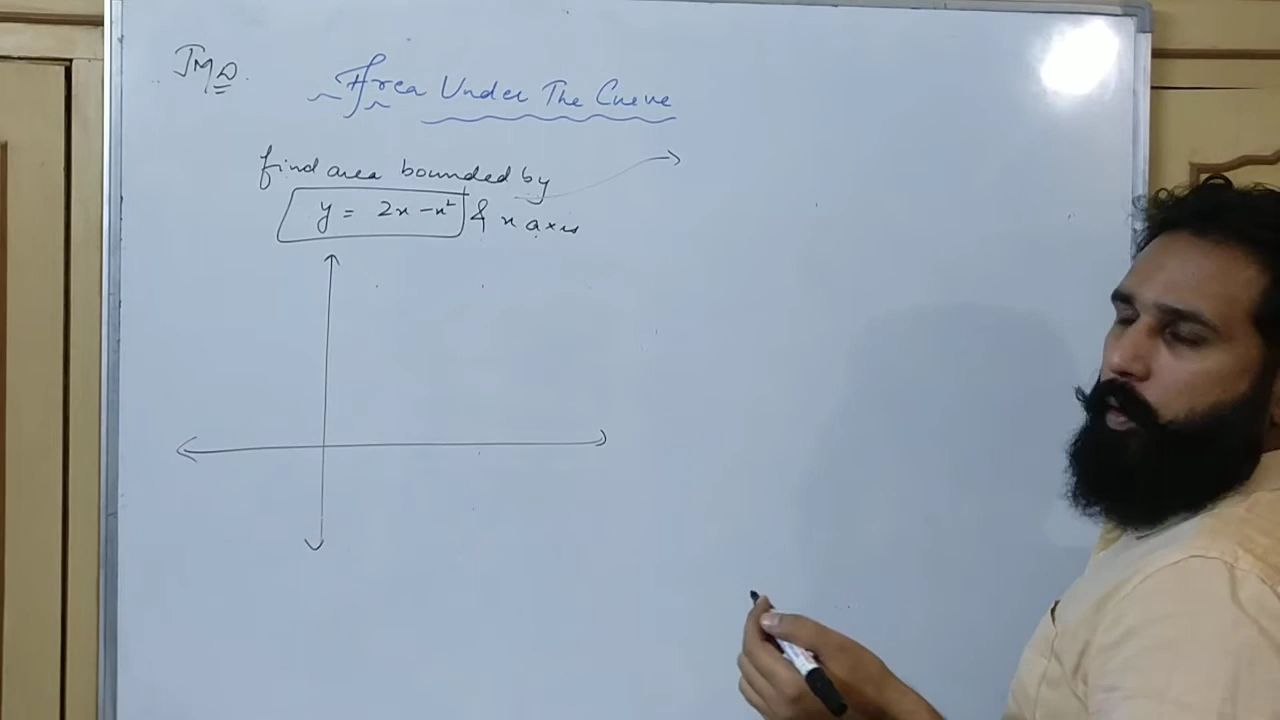 JMD.
Area Under The Curve
find area bounded by
y = 2x - x² & x axis